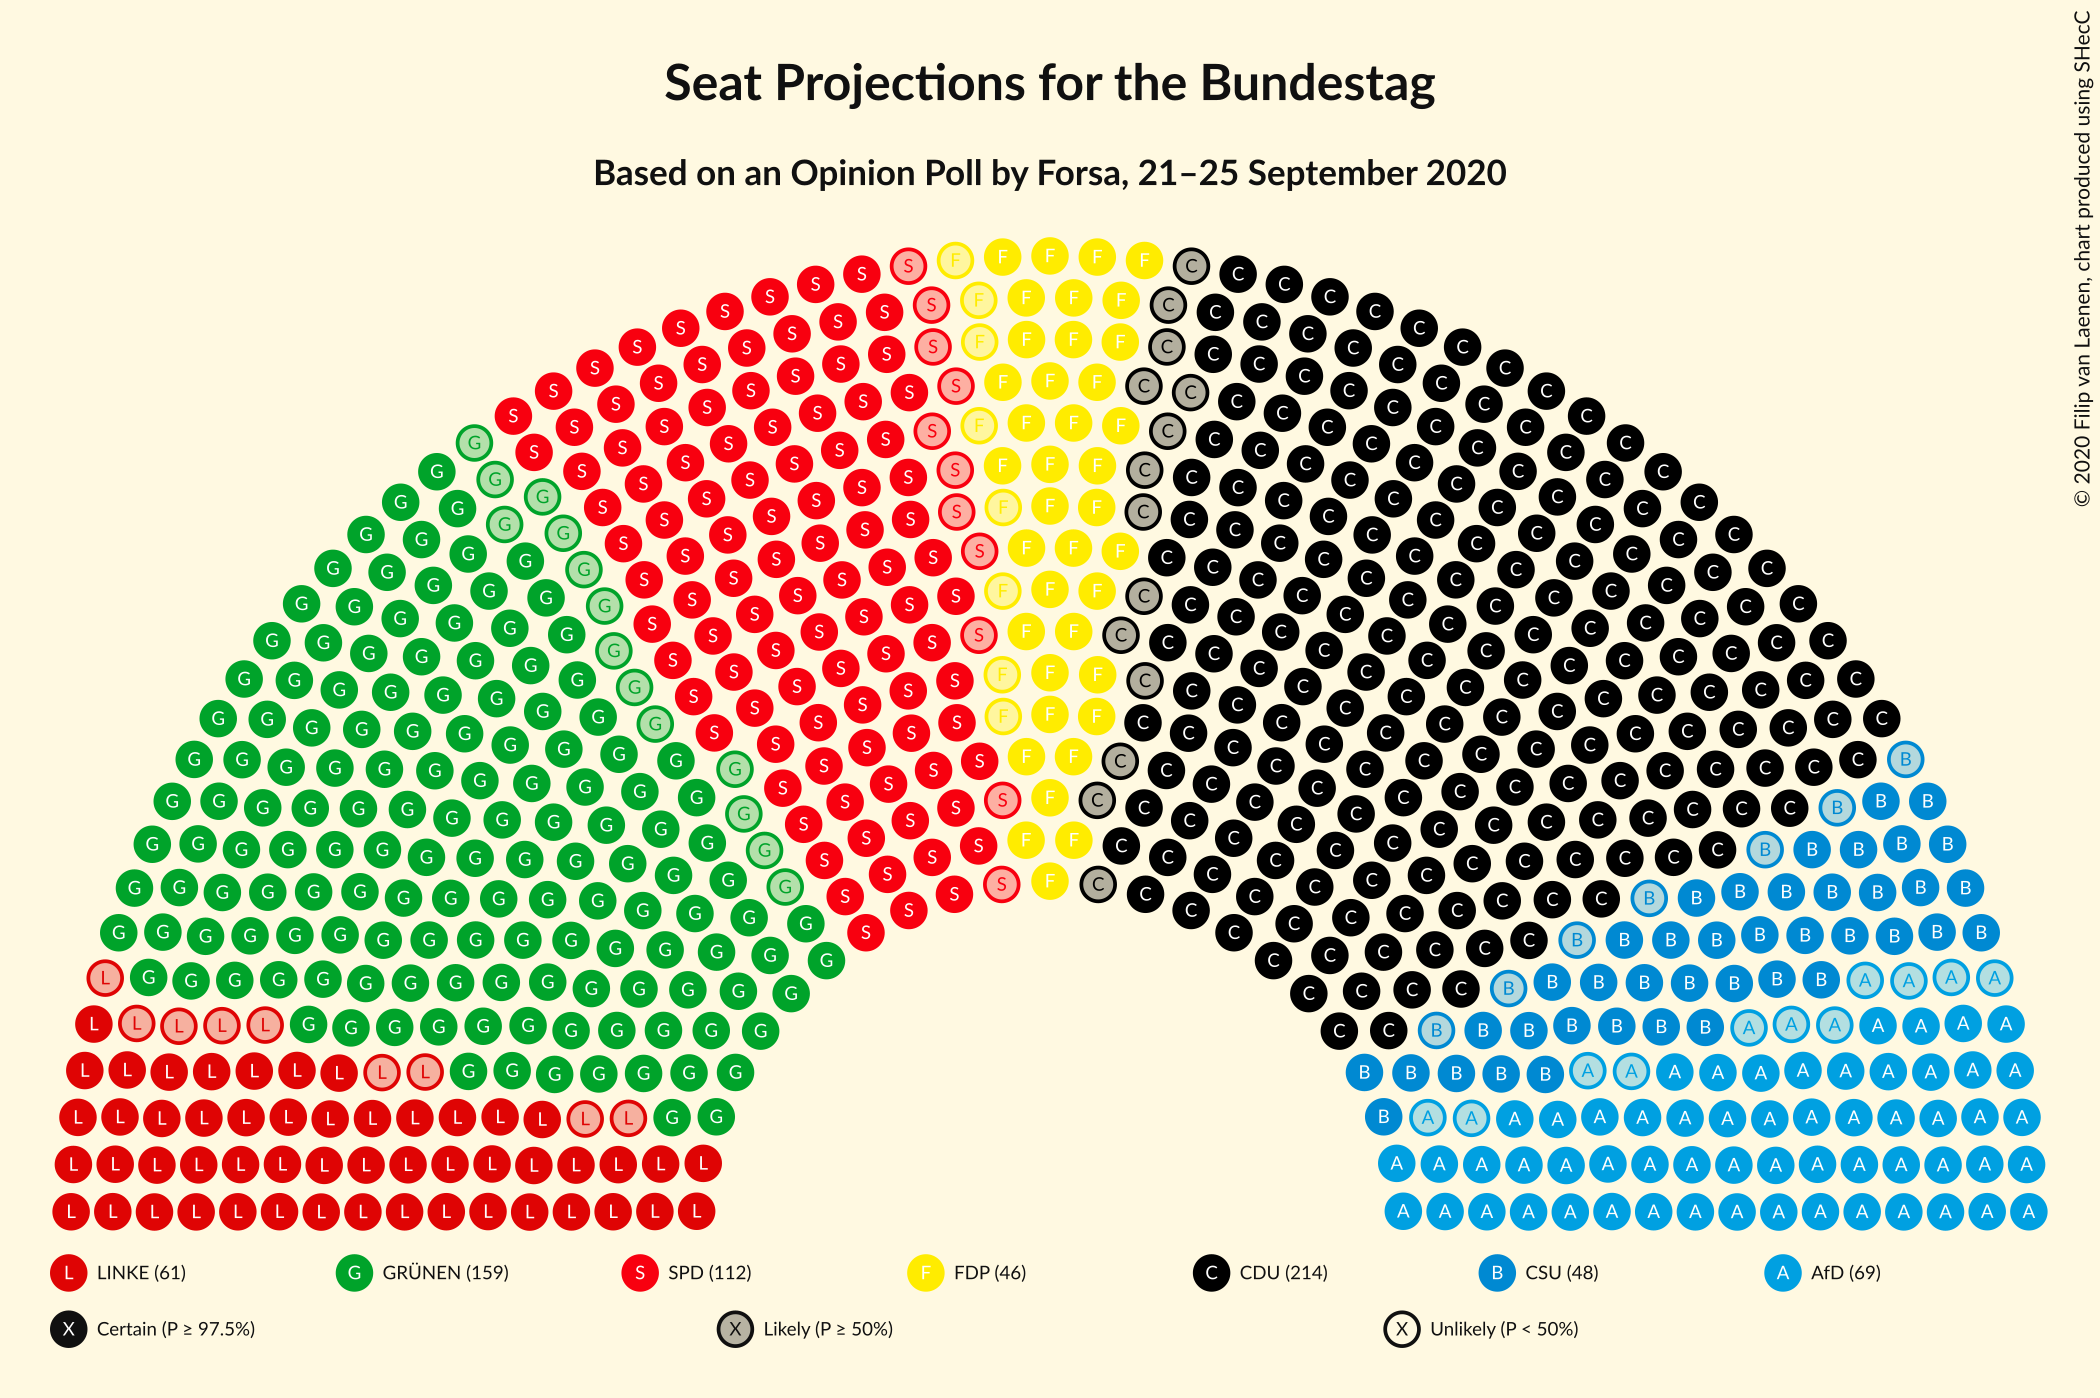 Seat Projections for the Bundestag
Based on an Opinion Poll by Forsa, 21–25 September 2020
© 2020 Filip van Laenen, chart produced using SHecC
L LINKE (61) G GRÜNEN (159) S SPD (112) F FDP (46) C CDU (214) B CSU (48) A AfD (69)
X Certain (P ≥ 97.5%) X Likely (P ≥ 50%) X Unlikely (P < 50%)